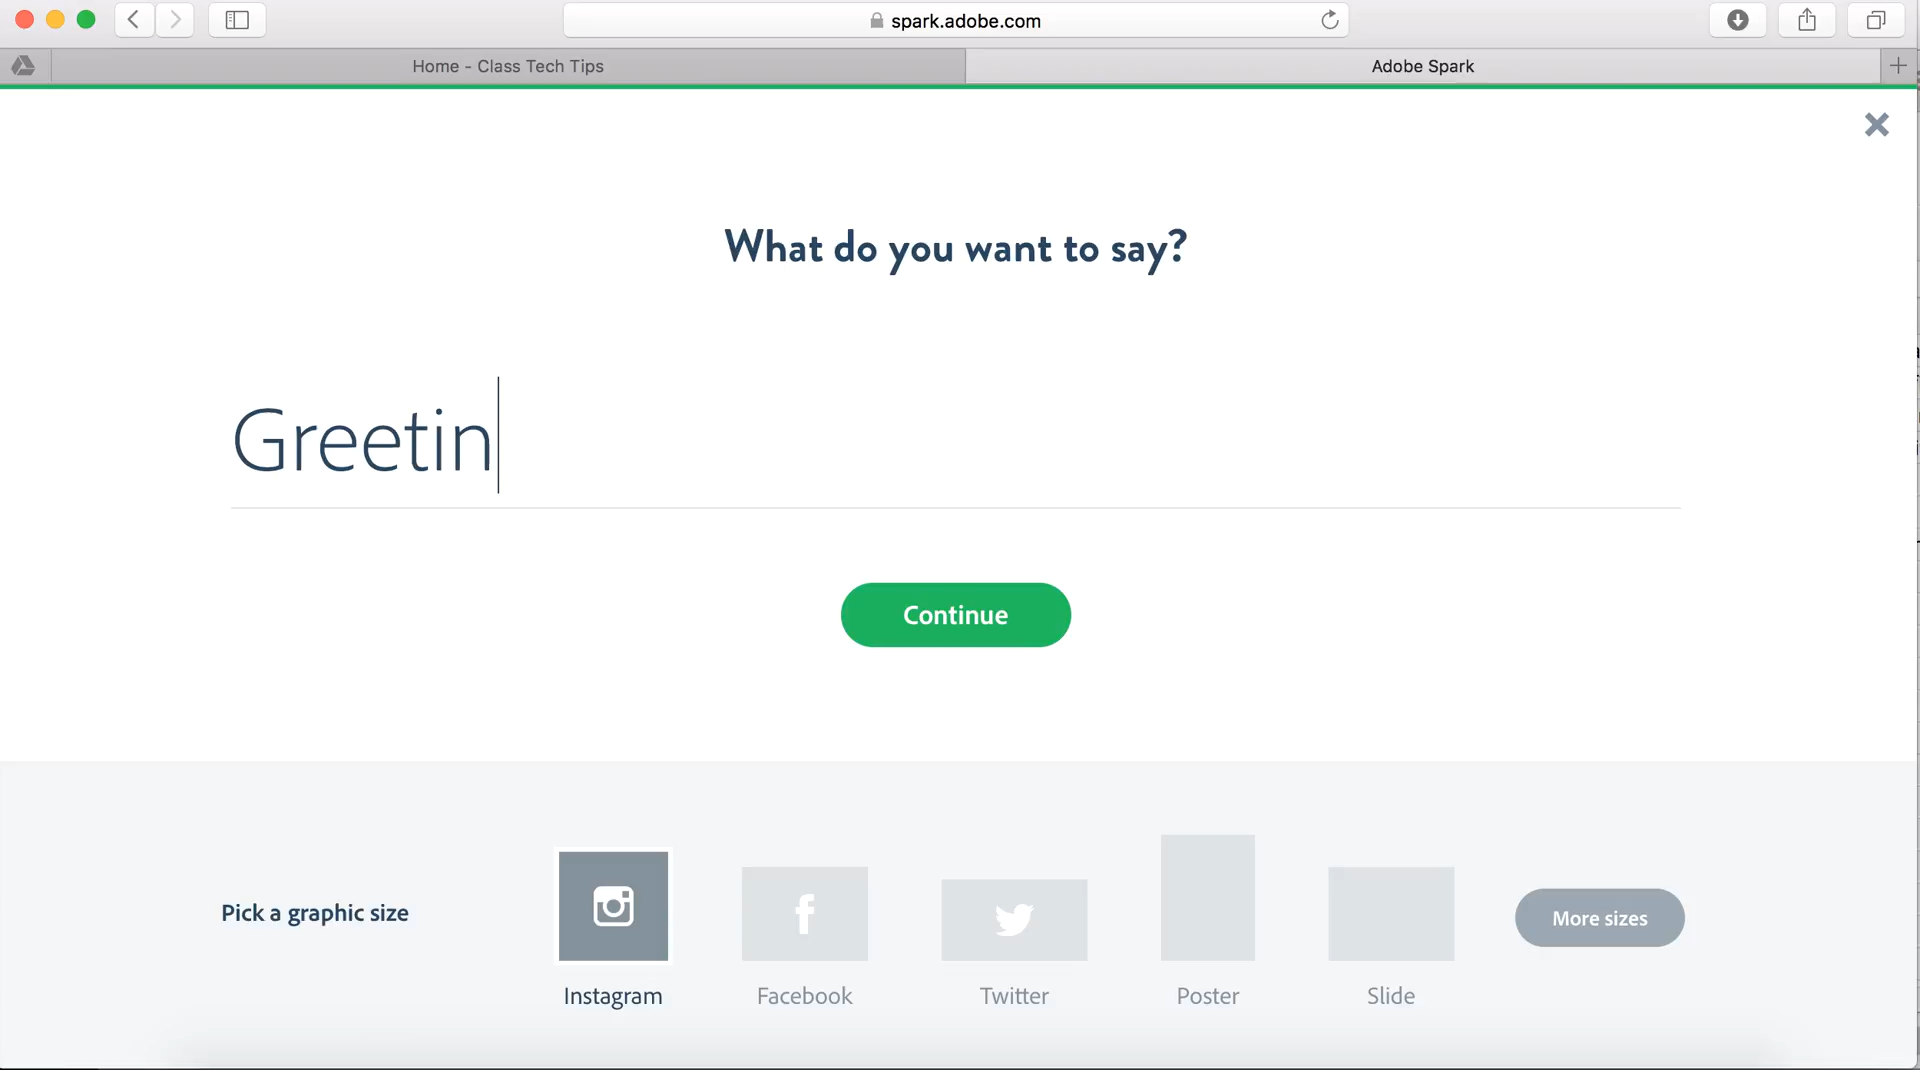 spark.adobe.com
Home - Class Tech Tips
Adobe Spark
What do you want to say?
Greetin
Continue
Pick a graphic size
More sizes
Instagram
Facebook
Twitter
Poster
Slide